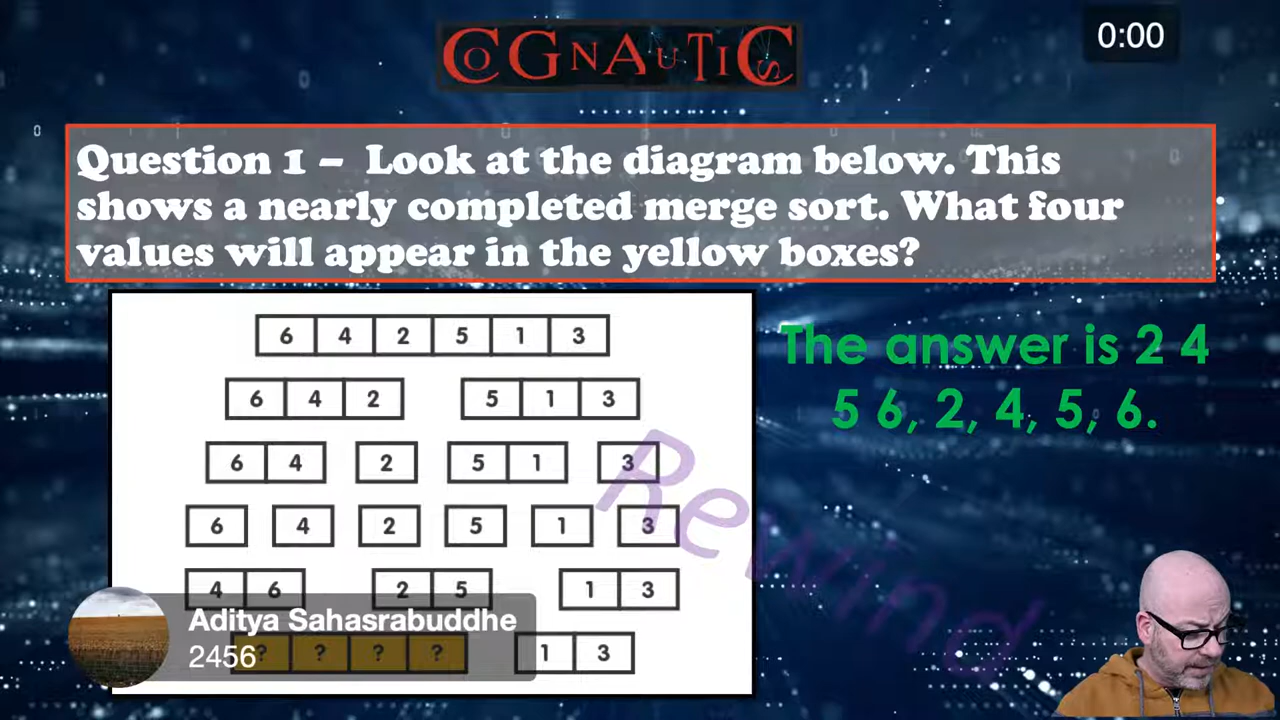 COGNAUTICS
0:00
Question 1 – Look at the diagram below. This
shows a nearly completed merge sort. What four
values will appear in the yellow boxes?
6 4 2 5 1 3
6 4 2 5 1 3
6 4 2 5 1 3
6 4 2 5 1 3
4 6 2 5 1 3
? ? ? ? 1 3
The answer is 2 4
5 6, 2, 4, 5, 6.
Rewind
Aditya Sahasrabuddhe
2456